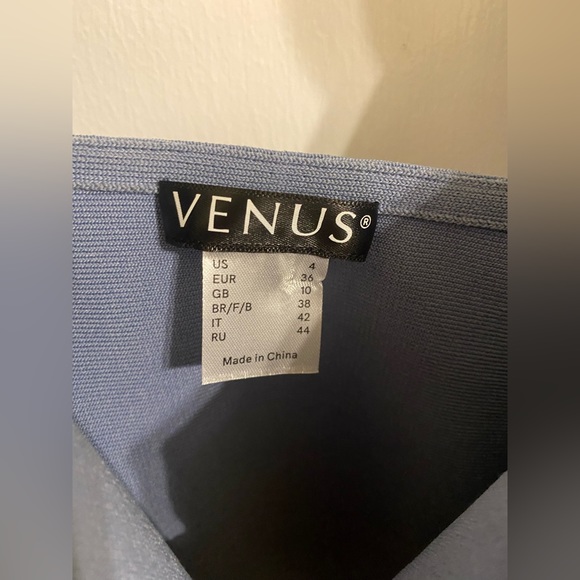 VENUS®
US 4
EUR 36
GB 10
BR/F/B 38
IT 42
RU 44
Made in China